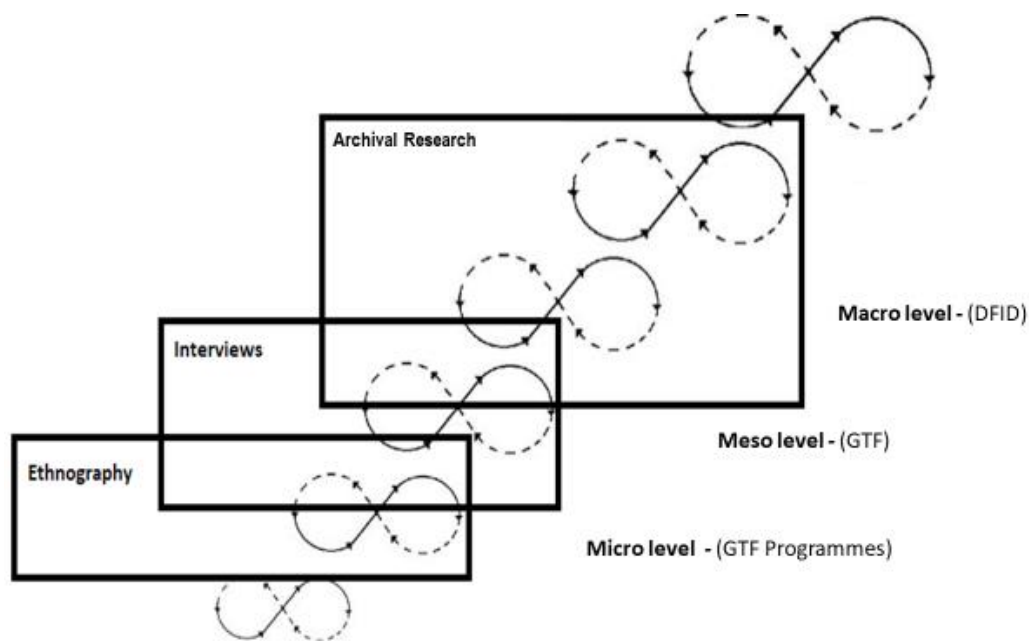 Archival Research
Macro level - (DFID)
Interviews
Meso level - (GTF)
Ethnography
Micro level - (GTF Programmes)